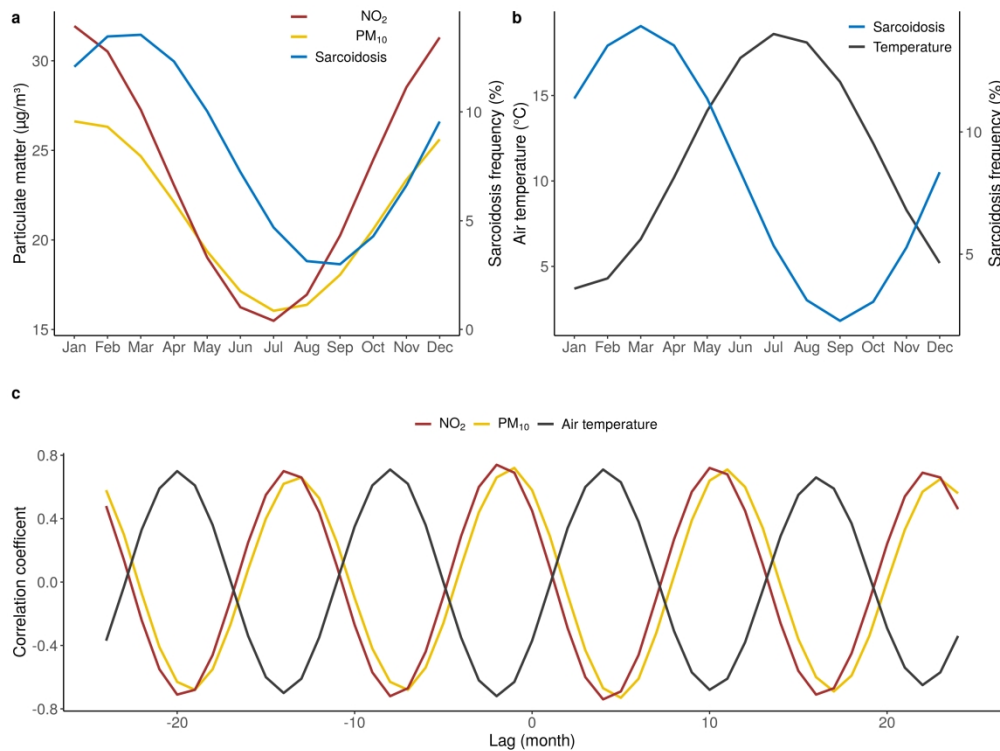 a
NO₂
PM₁₀
Sarcoidosis
Particulate matter (µg/m³)
30
25
20
15
10
5
0
Sarcoidosis frequency (%)
Jan Feb Mar Apr May Jun Jul Aug Sep Oct Nov Dec
b
Sarcoidosis
Temperature
Air temperature (°C)
15
10
5
10
5
Sarcoidosis frequency (%)
Jan Feb Mar Apr May Jun Jul Aug Sep Oct Nov Dec
c
NO₂ PM₁₀ Air temperature
Correlation coefficent
0.8
0.4
0.0
-0.4
-0.8
-20 -10 0 10 20
Lag (month)